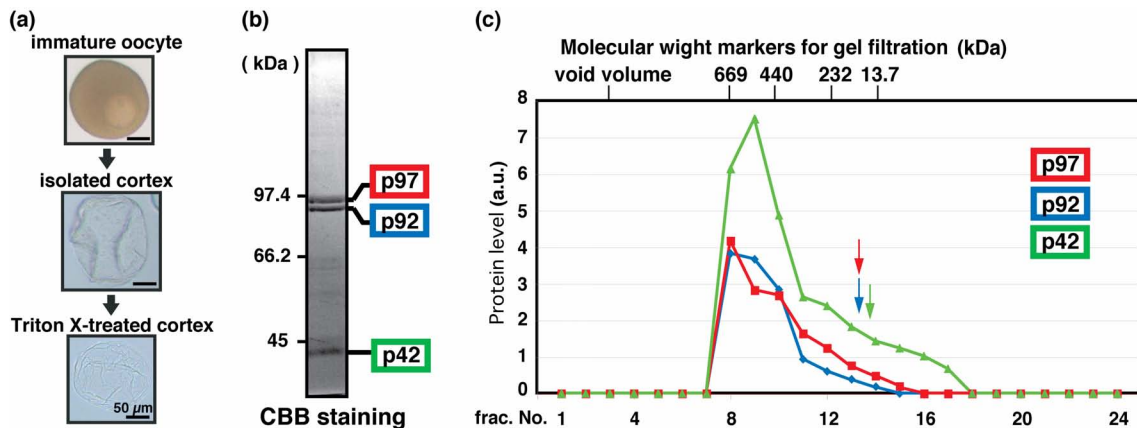 (a)
immature oocyte
isolated cortex
Triton X-treated cortex
50 µm
(b)
( kDa )
97.4
66.2
45
p97
p92
p42
CBB staining
(c)
Molecular wight markers for gel filtration (kDa)
void volume 669 440 232 13.7
Protein level (a.u.)
8
7
6
5
4
3
2
1
0
p97
p92
p42
frac. No. 1 4 8 12 16 20 24